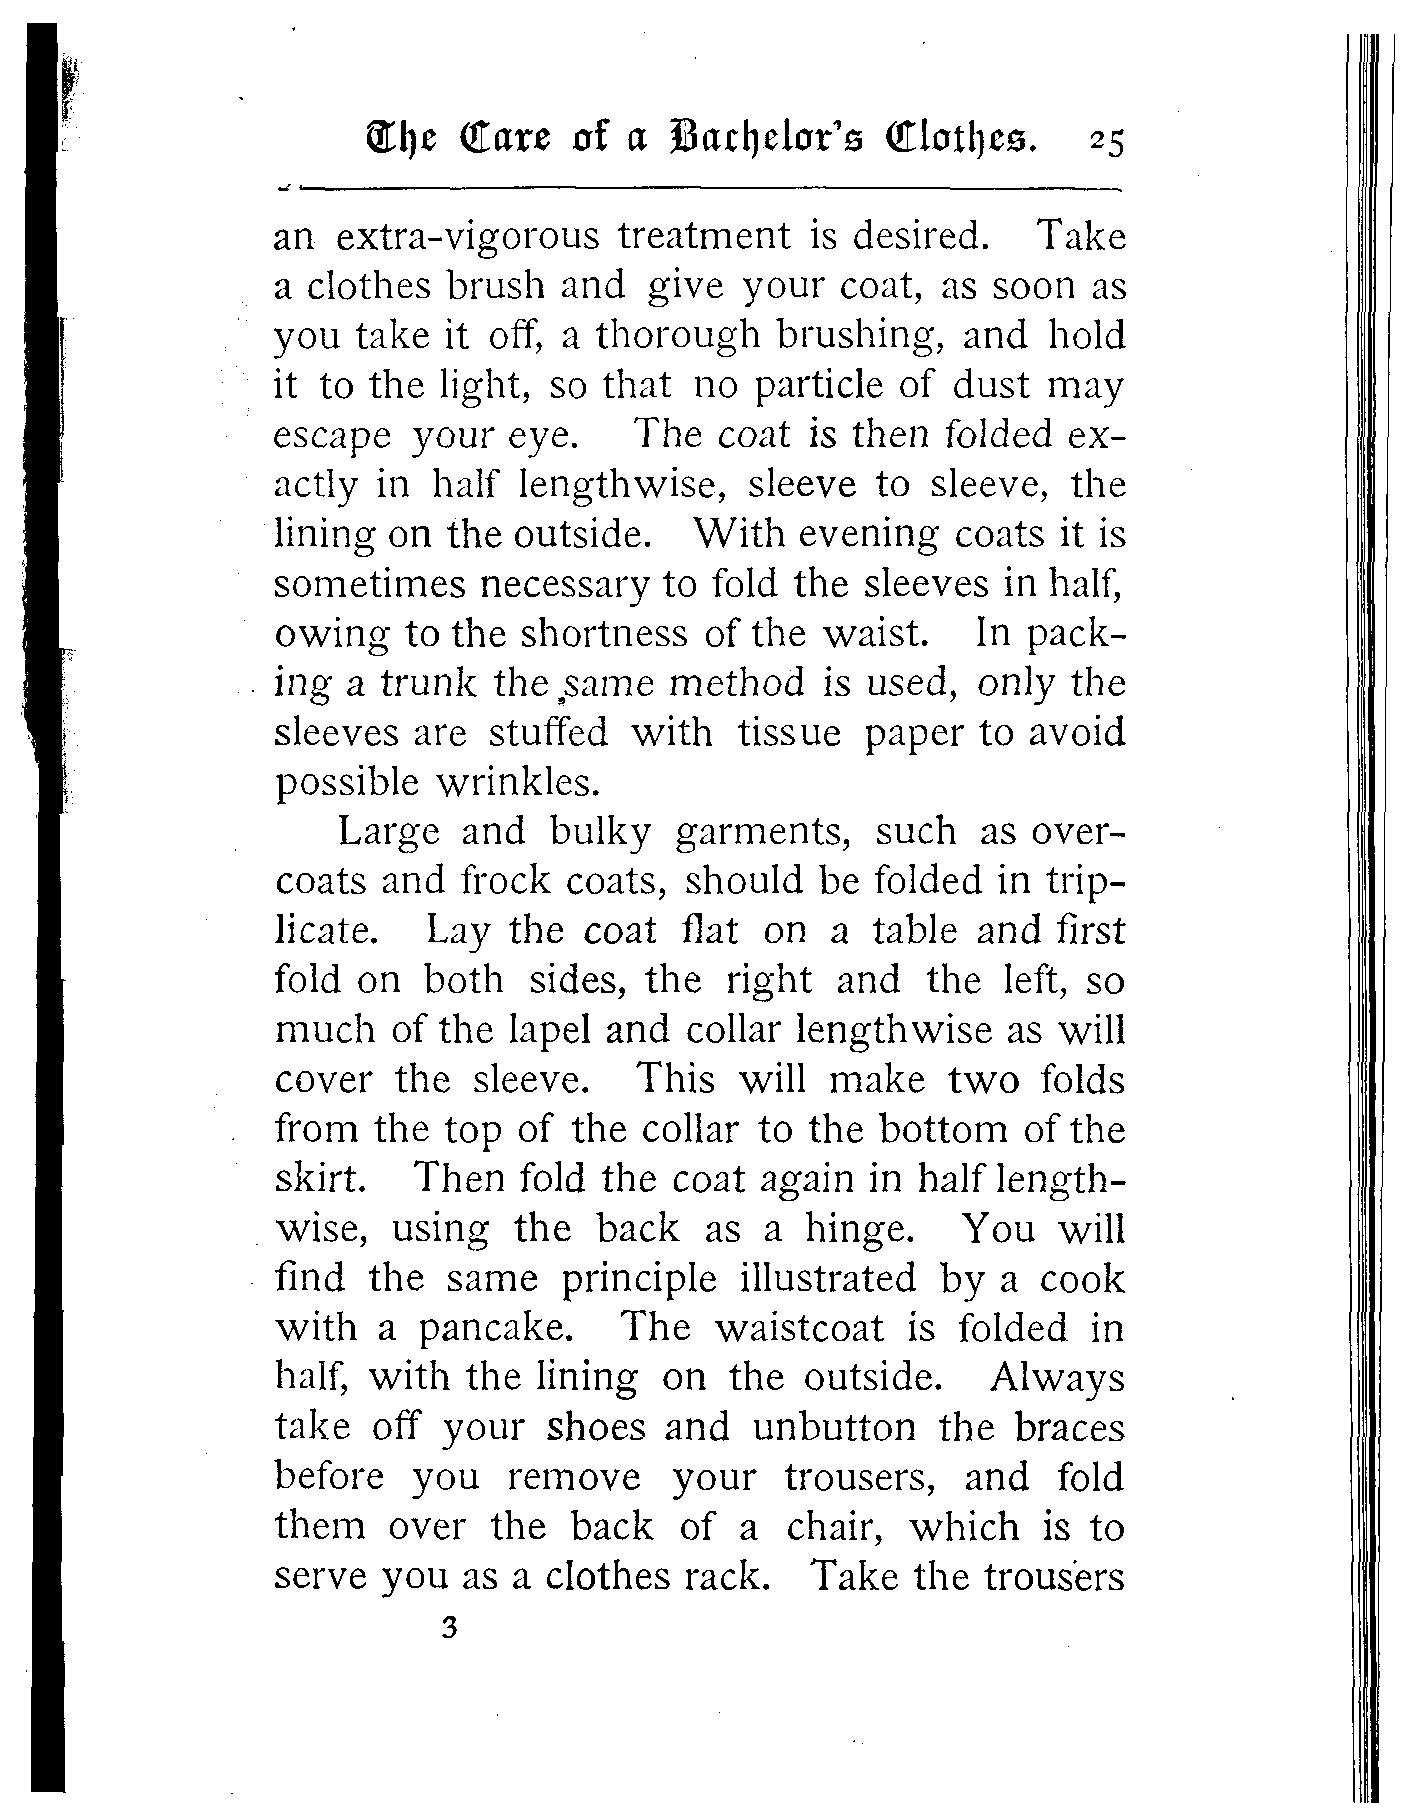 The Care of a Bachelor's Clothes. 25
an extra-vigorous treatment is desired. Take
a clothes brush and give your coat, as soon as
you take it off, a thorough brushing, and hold
it to the light, so that no particle of dust may
escape your eye. The coat is then folded ex-
actly in half lengthwise, sleeve to sleeve, the
lining on the outside. With evening coats it is
sometimes necessary to fold the sleeves in half,
owing to the shortness of the waist. In pack-
ing a trunk the same method is used, only the
sleeves are stuffed with tissue paper to avoid
possible wrinkles.
Large and bulky garments, such as over-
coats and frock coats, should be folded in trip-
licate. Lay the coat flat on a table and first
fold on both sides, the right and the left, so
much of the lapel and collar lengthwise as will
cover the sleeve. This will make two folds
from the top of the collar to the bottom of the
skirt. Then fold the coat again in half length-
wise, using the back as a hinge. You will
find the same principle illustrated by a cook
with a pancake. The waistcoat is folded in
half, with the lining on the outside. Always
take off your shoes and unbutton the braces
before you remove your trousers, and fold
them over the back of a chair, which is to
serve you as a clothes rack. Take the trousers
3